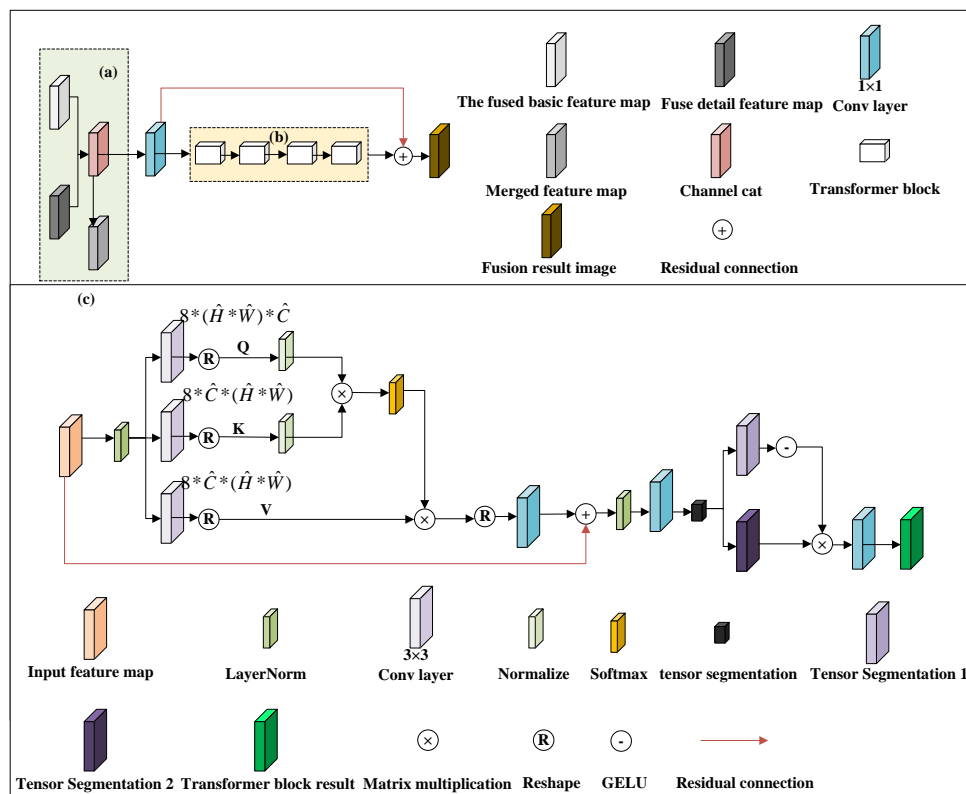 (a)
(b)
+
The fused basic feature map
Fuse detail feature map
1×1
Conv layer
Merged feature map
Channel cat
Transformer block
+
Fusion result image
Residual connection
(c)
8*(Ĥ*Ŵ)*Ĉ
R
Q
×
8*Ĉ*(Ĥ*Ŵ)
R
K
8*Ĉ*(Ĥ*Ŵ)
R
V
×
R
+
-
×
Input feature map
LayerNorm
3×3
Conv layer
Normalize
Softmax
tensor segmentation
Tensor Segmentation 1
×
R
-
Tensor Segmentation 2
Transformer block result
Matrix multiplication
Reshape
GELU
Residual connection